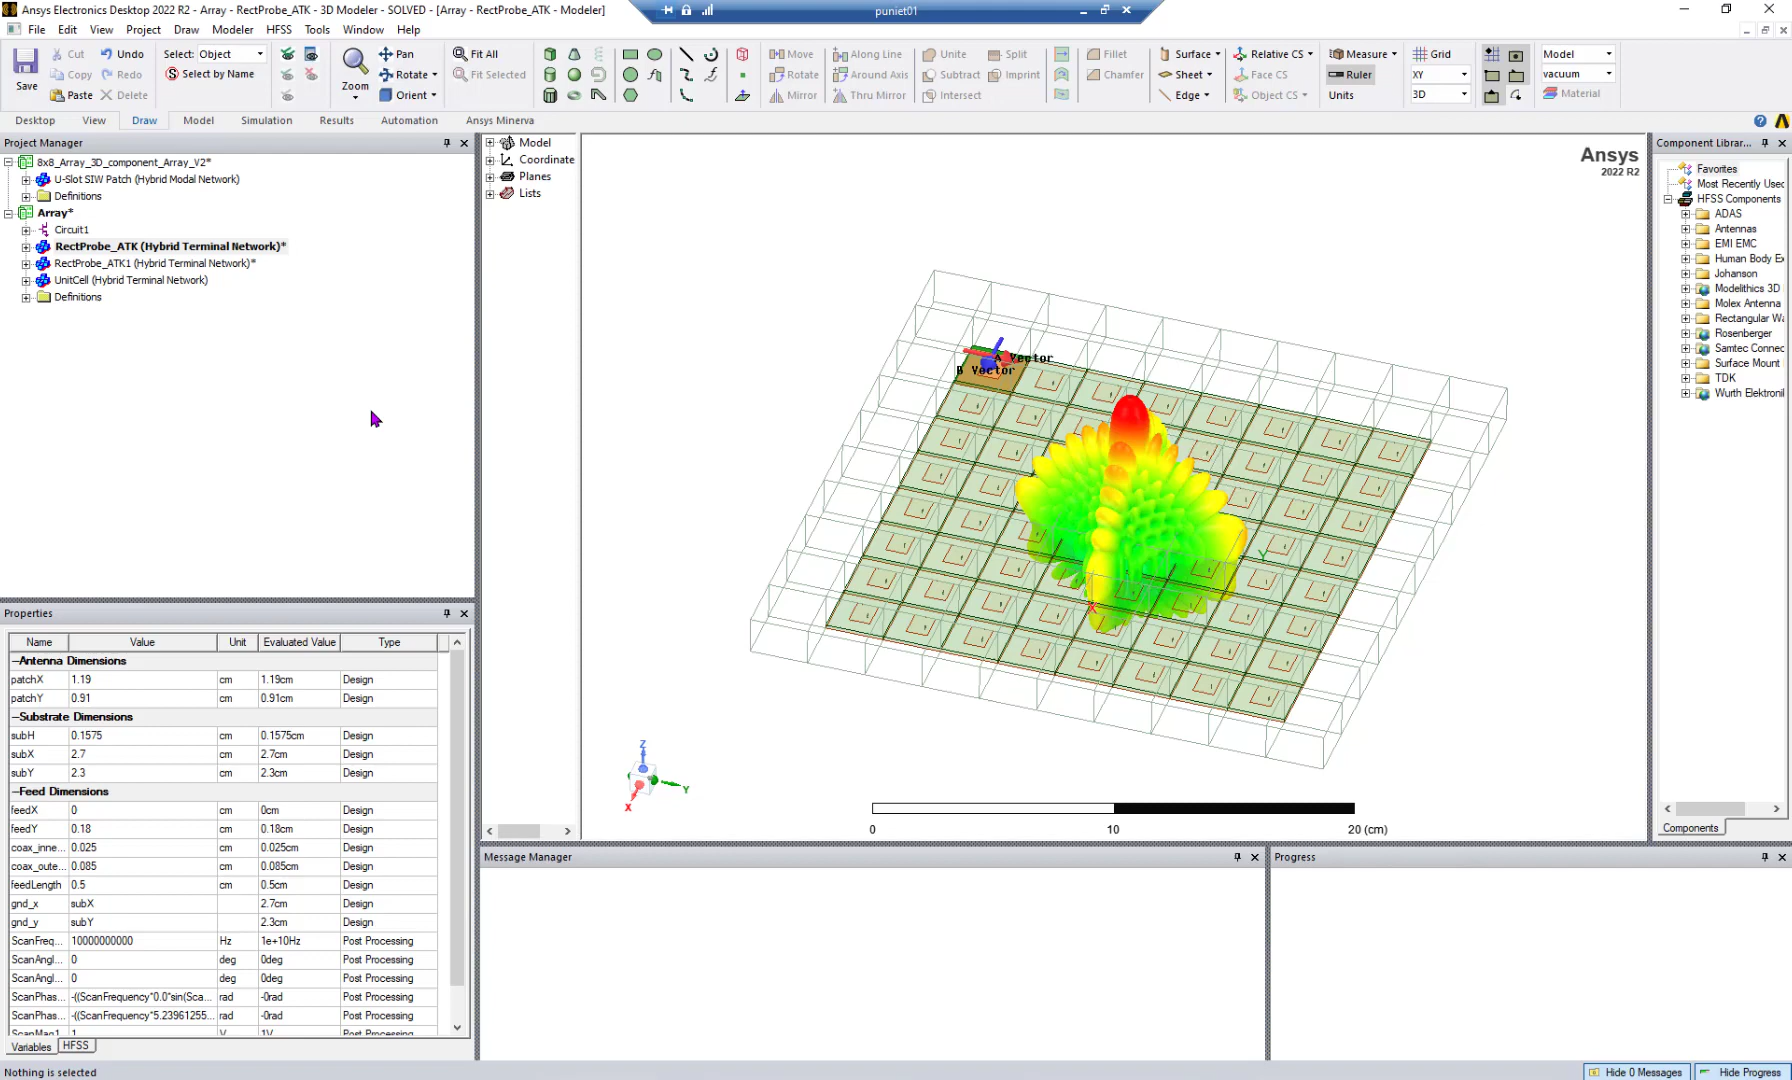 Ansys Electronics Desktop 2022 R2 - Array - RectProbe_ATK - 3D Modeler - SOLVED - [Array - RectProbe_ATK - Modeler]
puniet01
File Edit View Project Draw Modeler HFSS Tools Window Help
Save
Cut
Copy
Paste
Undo
Redo
Delete
Select: Object
Select by Name
Zoom
Pan
Rotate
Orient
Fit All
Fit Selected
Move
Rotate
Mirror
Along Line
Around Axis
Thru Mirror
Unite
Subtract
Intersect
Split
Imprint
Fillet
Chamfer
Surface
Sheet
Edge
Relative CS
Face CS
Object CS
Measure
Ruler
Units
Grid
XY
3D
Model
vacuum
Material
Desktop View Draw Model Simulation Results Automation Ansys Minerva
Project Manager
8x8_Array_3D_component_Array_V2*
U-Slot SIW Patch (Hybrid Modal Network)
Definitions
Array*
Circuit1
RectProbe_ATK (Hybrid Terminal Network)*
RectProbe_ATK1 (Hybrid Terminal Network)*
UnitCell (Hybrid Terminal Network)
Definitions
Model
Coordinate
Planes
Lists
Ansys
2022 R2
A Vector
B Vector
Y
X
Z
Y
X
0 10 20 (cm)
Component Librar...
Favorites
Most Recently Used
HFSS Components
ADAS
Antennas
EMI EMC
Human Body E
Johanson
Modelithics 3D
Molex Antenna
Rectangular Wa
Rosenberger
Samtec Connec
Surface Mount
TDK
Wurth Elektroni
Components
Properties
Name Value Unit Evaluated Value Type
Antenna Dimensions
patchX 1.19 cm 1.19cm Design
patchY 0.91 cm 0.91cm Design
Substrate Dimensions
subH 0.1575 cm 0.1575cm Design
subX 2.7 cm 2.7cm Design
subY 2.3 cm 2.3cm Design
Feed Dimensions
feedX 0 cm 0cm Design
feedY 0.18 cm 0.18cm Design
coax_inne... 0.025 cm 0.025cm Design
coax_oute... 0.085 cm 0.085cm Design
feedLength 0.5 cm 0.5cm Design
gnd_x subX 2.7cm Design
gnd_y subY 2.3cm Design
ScanFreq... 10000000000 Hz 1e+10Hz Post Processing
ScanAngl... 0 deg 0deg Post Processing
ScanAngl... 0 deg 0deg Post Processing
ScanPhas... -((ScanFrequency*0.0*sin(Sca... rad -0rad Post Processing
ScanPhas... -((ScanFrequency*5.23961255... rad -0rad Post Processing
ScanMag1 1 V 1V Post Processing
Variables HFSS
Message Manager
Progress
Nothing is selected
Hide 0 Messages
Hide Progress